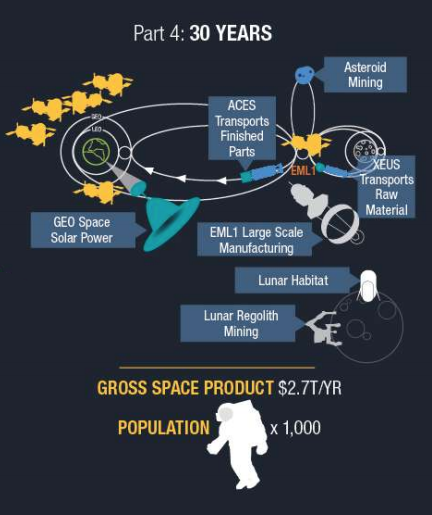 Part 4: 30 YEARS
Asteroid
Mining
ACES
Transports
Finished
Parts
GEO
LEO
EML1
XEUS
Transports
Raw
Material
GEO Space
Solar Power
EML1 Large Scale
Manufacturing
Lunar Habitat
Lunar Regolith
Mining
GROSS SPACE PRODUCT $2.7T/YR
POPULATION x 1,000